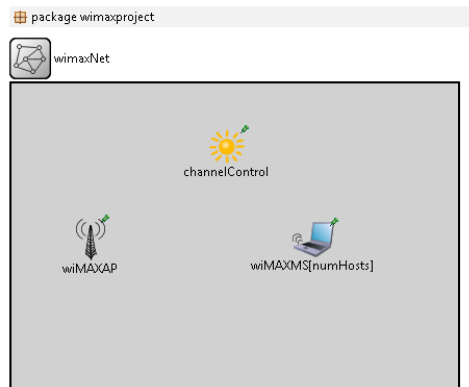 package wimaxproject
wimaxNet
channelControl
wiMAXAP
wiMAXMS[numHosts]